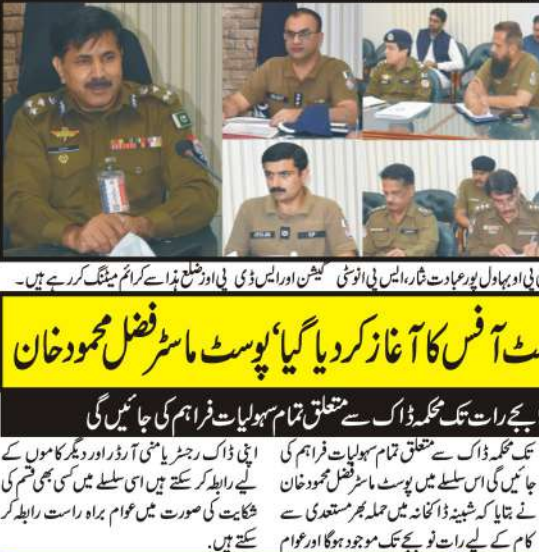 پی او بہاول پور عبادت نثار، ایس پی انوسٹی گیشن اور ایس ڈی پی اوز ضلع ہذا سے کرائم میٹنگ کر رہے ہیں۔
ٹ آفس کا آغاز کر دیا گیا‘ پوسٹ ماسٹر فضل محمود خان
بجے رات تک محکمہ ڈاک سے متعلق تمام سہولیات فراہم کی جائیں گی
تک محکمہ ڈاک سے متعلق تمام سہولیات فراہم کی
جائیں گی اس سلسلے میں پوسٹ ماسٹر فضل محمود خان
نے بتایا کہ شبینہ ڈاکخانہ میں عملہ بھر مستعدی سے
کام کے لیے رات نو بجے تک موجود ہوگا اور عوام
اپنی ڈاک رجسٹر یا منی آرڈر اور دیگر کاموں کے
لیے رابطہ کر سکتے ہیں اسی سلسلے میں کسی بھی قسم کی
شکایت کی صورت میں عوام براہ راست رابطہ کر
سکتے ہیں.